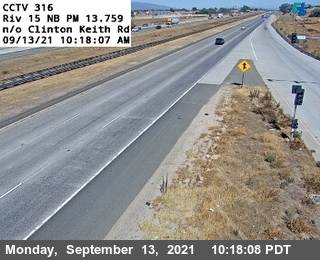 CCTV 316
Riv 15 NB PM 13.759
n/o Clinton Keith Rd
09/13/21 10:18:07 AM
Monday, September 13, 2021 10:18:08 PDT